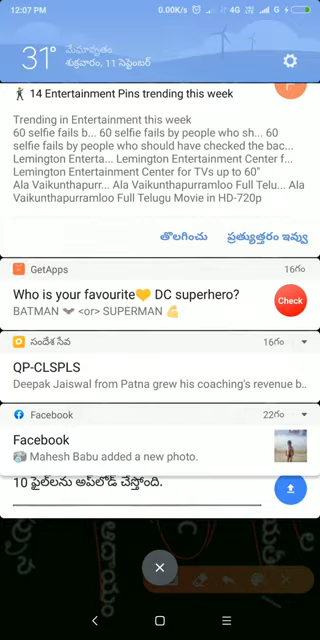 12:07 PM
0.00K/s 4G 4G G
31° మేఘావృతం
శుక్రవారం, 11 సెప్టెంబర్
14 Entertainment Pins trending this week
Trending in Entertainment this week
60 selfie fails b... 60 selfie fails by people who sh... 60
selfie fails by people who should have checked the bac...
Lemington Enterta... Lemington Entertainment Center f...
Lemington Entertainment Center for TVs up to 60"
Ala Vaikunthapurr... Ala Vaikunthapurramloo Full Telu... Ala
Vaikunthapurramloo Full Telugu Movie in HD-720p
తొలగించు ప్రత్యుత్తరం ఇవ్వు
GetApps 16గం
Who is your favourite💛 DC superhero?
BATMAN 🦇 <or> SUPERMAN 💪
Check
సందేశ సేవ 16గం
QP-CLSPLS
Deepak Jaiswal from Patna grew his coaching's revenue b..
Facebook 22గం
Facebook
📷 Mahesh Babu added a new photo.
10 ఫైల్‌లను అప్‌లోడ్ చేస్తోంది.